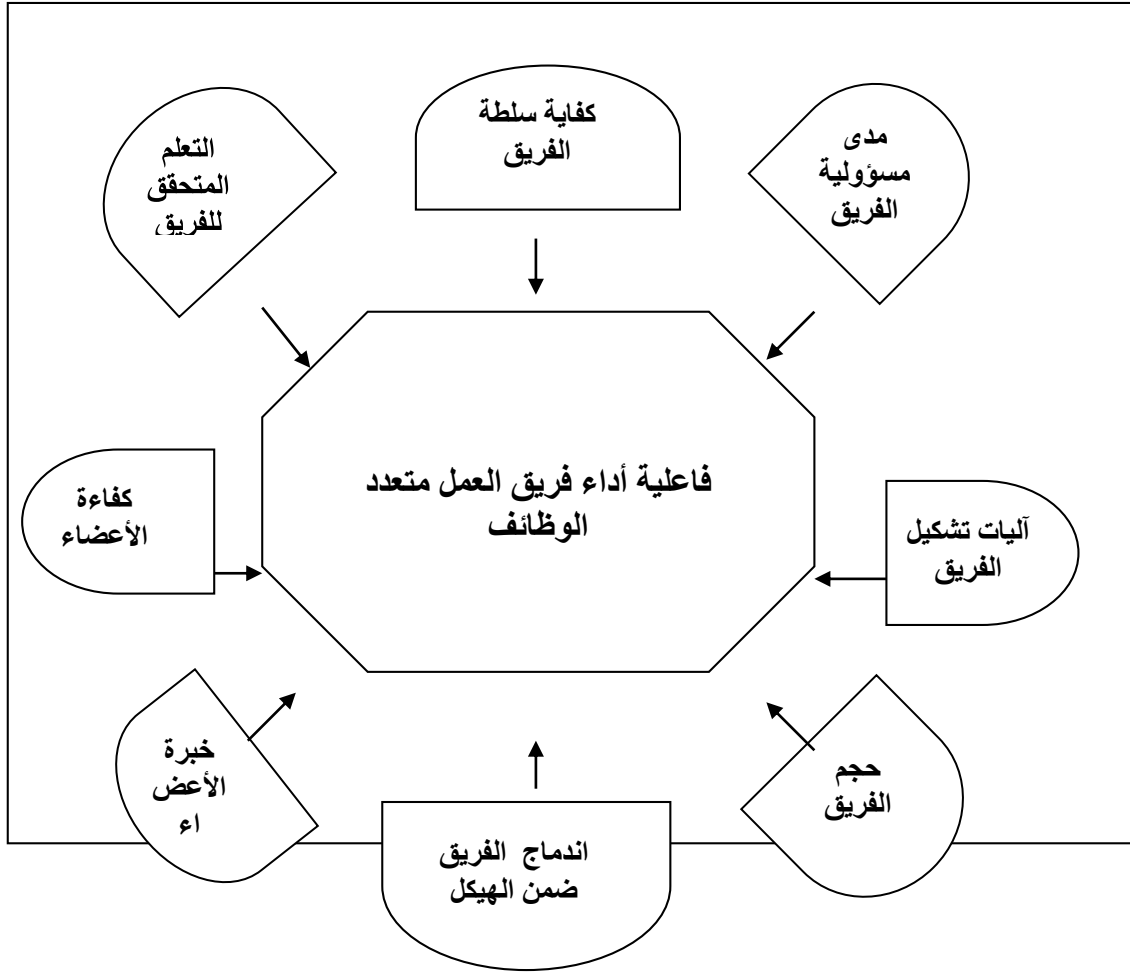 كفاية سلطة
الفريق
مدى
مسؤولية
الفريق
التعلم
المتحقق
للفريق
فاعلية أداء فريق العمل متعدد
الوظائف
كفاءة
الأعضاء
آليات تشكيل
الفريق
خبرة
الأعض
اء
حجم
الفريق
اندماج الفريق
ضمن الهيكل